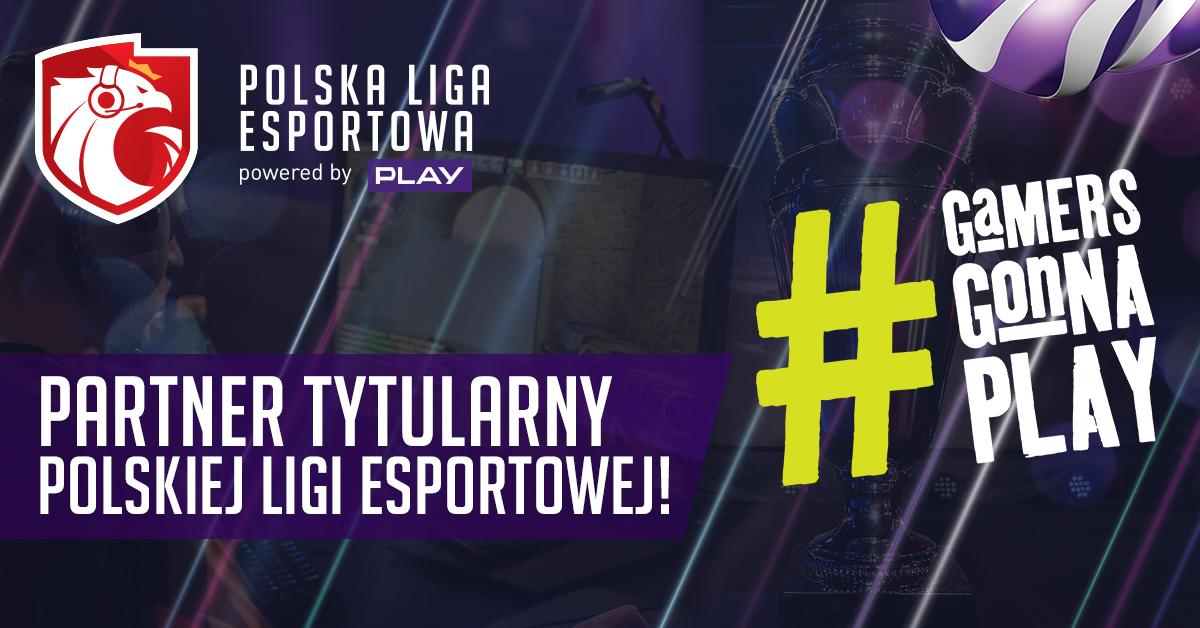 POLSKA LIGA
ESPORTOWA
powered by PLAY
PARTNER TYTULARNY
POLSKIEJ LIGI ESPORTOWEJ!
#
GaMERS
GonNA
PLAY